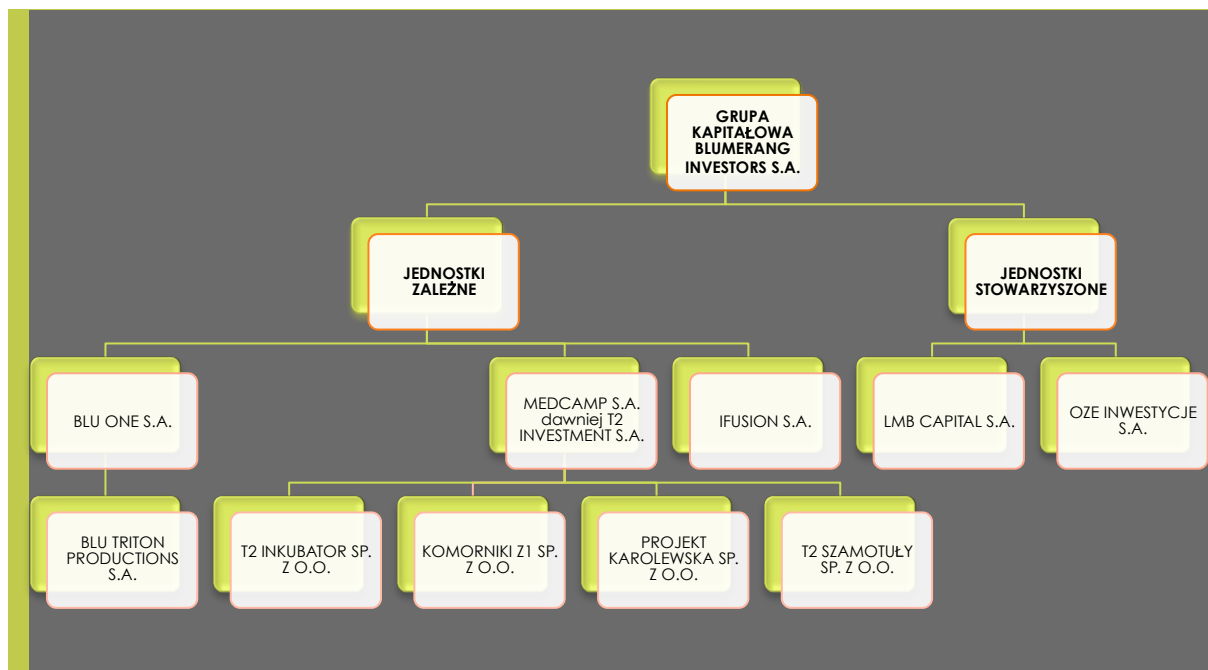 GRUPA
KAPITAŁOWA
BLUMERANG
INVESTORS S.A.
JEDNOSTKI
ZALEŻNE
JEDNOSTKI
STOWARZYSZONE
BLU ONE S.A.
MEDCAMP S.A.
dawniej T2
INVESTMENT S.A.
IFUSION S.A.
LMB CAPITAL S.A.
OZE INWESTYCJE
S.A.
BLU TRITON
PRODUCTIONS
S.A.
T2 INKUBATOR SP.
Z O.O.
KOMORNIKI Z1 SP.
Z O.O.
PROJEKT
KAROLEWSKA SP.
Z O.O.
T2 SZAMOTUŁY
SP. Z O.O.